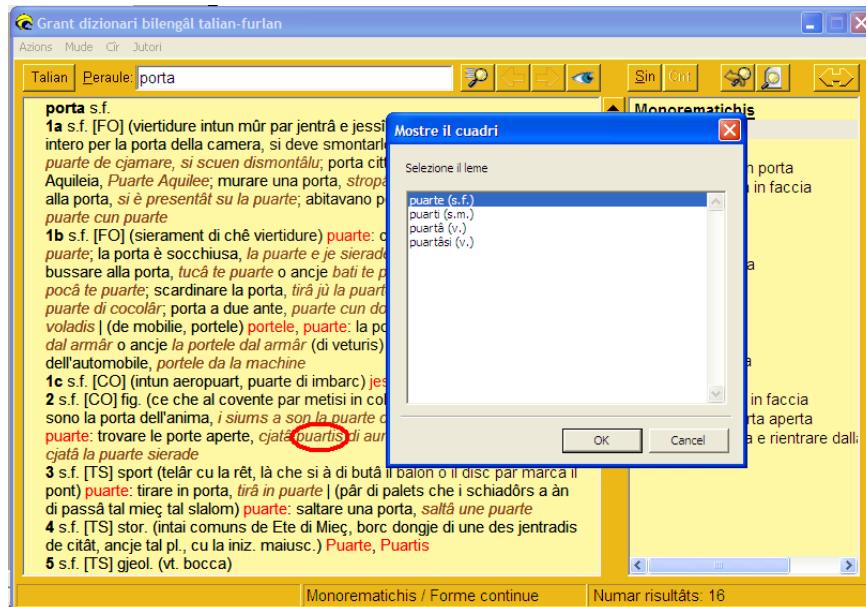 Grant dizionari bilengâl talian-furlan
Azions Mude Cîr Jutori
Talian Peraule: porta Sin Cnt
porta s.f.
1a s.f. [FO] (viertidure intun mûr par jentrâ e jessî
intero per la porta della camera, si deve smontarl
puarte de cjamare, si scuen dismontâlu; porta citt
Aquileia, Puarte Aquilee; murare una porta, strop
alla porta, si è presentât su la puarte; abitavano p
puarte cun puarte
1b s.f. [FO] (sierament di chê viertidure) puarte: c
puarte; la porta è socchiusa, la puarte e je sierad
bussare alla porta, tucâ te puarte o ancje bati te p
pocâ te puarte; scardinare la porta, tirâ jù la puart
puarte di cocolâr; porta a due ante, puarte cun do
voladis | (de mobilie, portele) portele, puarte: la po
dal armâr o ancje la portele dal armâr (di veturis)
dell'automobile, portele da la machine
1c s.f. [CO] (intun aeropuart, puarte di imbarc) jes
2 s.f. [CO] fig. (ce che al covente par metisi in col
sono la porta dell'anima, i siums a son la puarte d
puarte: trovare le porte aperte, cjatâ puartis di aur
cjatâ la puarte sierade
3 s.f. [TS] sport (telâr cu la rêt, là che si à di butâ il balon o il disc par marcâ il
pont) puarte: tirare in porta, tirâ in puarte | (pâr di palets che i schiadôrs a àn
di passâ tal mieç tal slalom) puarte: saltare una porta, saltâ une puarte
4 s.f. [TS] stor. (intai comuns de Ete di Mieç, borc dongje di une des jentradis
de citât, ancje tal pl., cu la iniz. maiusc.) Puarte, Puartis
5 s.f. [TS] gjeol. (vt. bocca)
Mostre il cuadri
Selezione il leme
puarte (s.f.)
puarti (s.m.)
puartâ (v.)
puartâsi (v.)
OK Cancel
Monorematichis
n porta
in faccia
a
a
in faccia
rta aperta
a e rientrare dall
Monorematichis / Forme continue Numar risultâts: 16